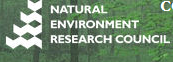 NATURAL
ENVIRONMENT
RESEARCH COUNCIL